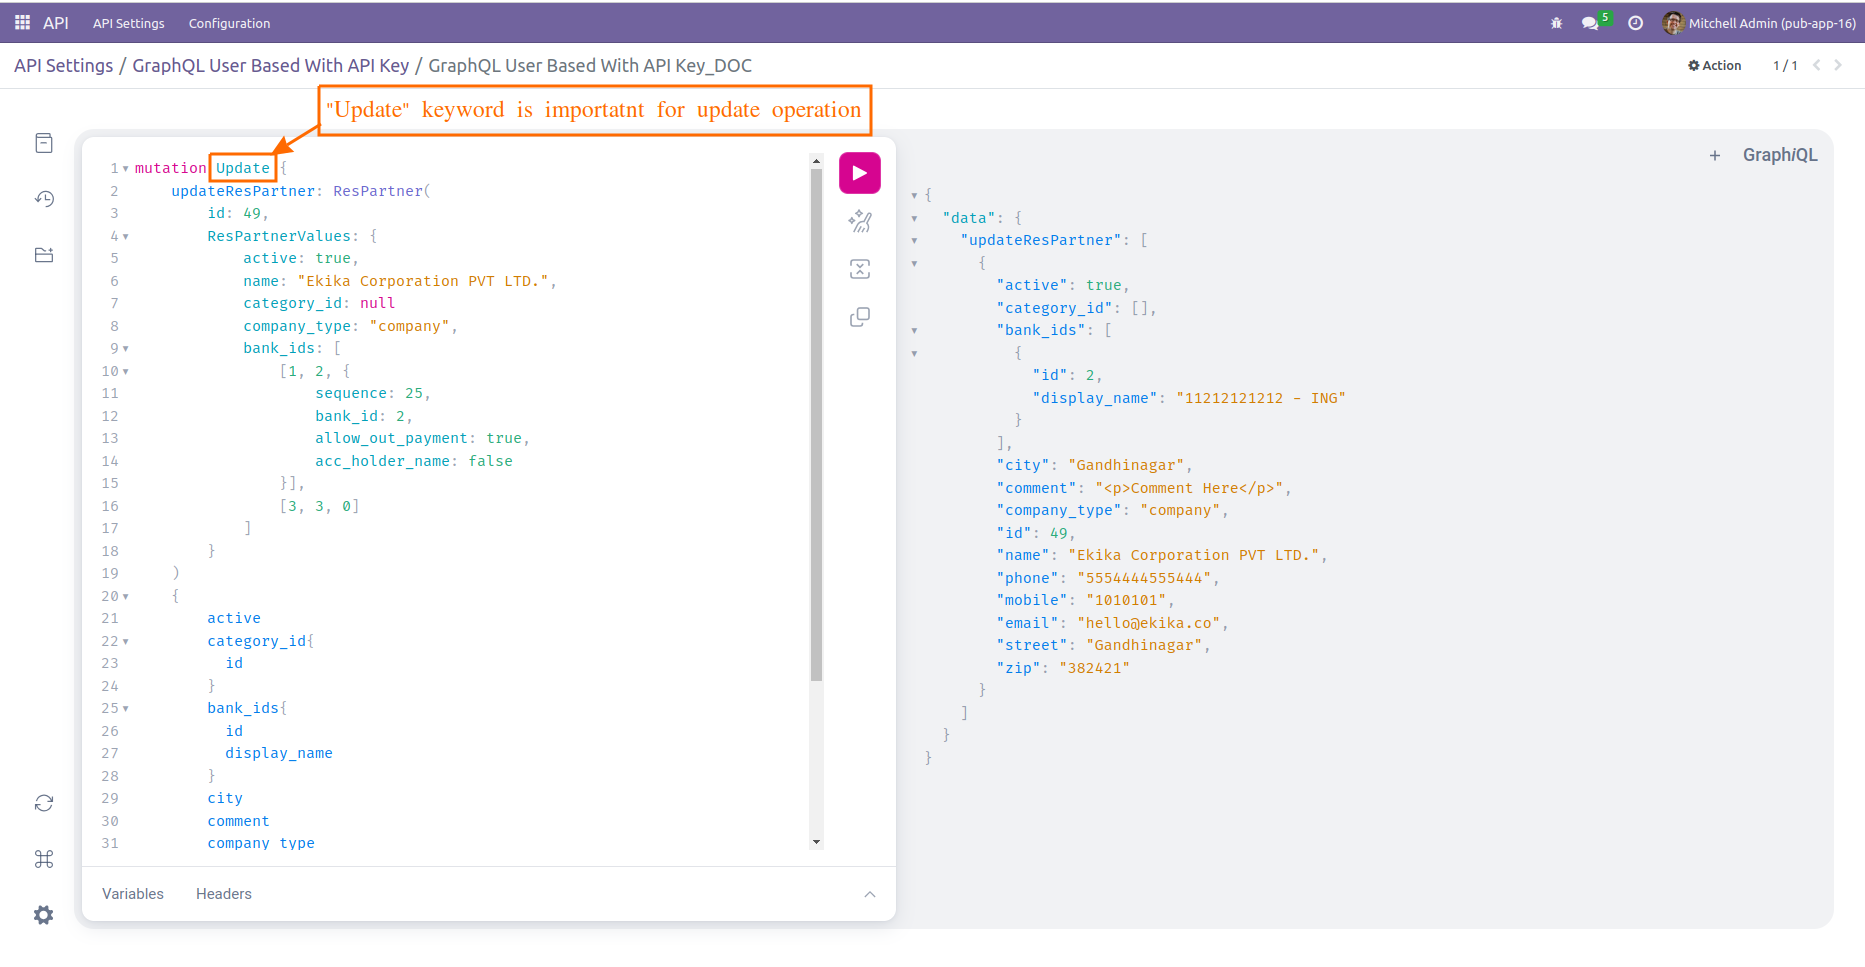 API API Settings Configuration 5 Mitchell Admin (pub-app-16)
API Settings / GraphQL User Based With API Key / GraphQL User Based With API Key_DOC Action 1 / 1
"Update" keyword is importatnt for update operation
GraphiQL
1 mutation Update {
2 updateResPartner: ResPartner(
3 id: 49,
4 ResPartnerValues: {
5 active: true,
6 name: "Ekika Corporation PVT LTD.",
7 category_id: null
8 company_type: "company",
9 bank_ids: [
10 [1, 2, {
11 sequence: 25,
12 bank_id: 2,
13 allow_out_payment: true,
14 acc_holder_name: false
15 }],
16 [3, 3, 0]
17 ]
18 }
19 )
20 {
21 active
22 category_id{
23 id
24 }
25 bank_ids{
26 id
27 display_name
28 }
29 city
30 comment
31 company_type
Variables Headers
{
"data": {
"updateResPartner": [
{
"active": true,
"category_id": [],
"bank_ids": [
{
"id": 2,
"display_name": "11212121212 - ING"
}
],
"city": "Gandhinagar",
"comment": "<p>Comment Here</p>",
"company_type": "company",
"id": 49,
"name": "Ekika Corporation PVT LTD.",
"phone": "5554444555444",
"mobile": "1010101",
"email": "hello@ekika.co",
"street": "Gandhinagar",
"zip": "382421"
}
]
}
}